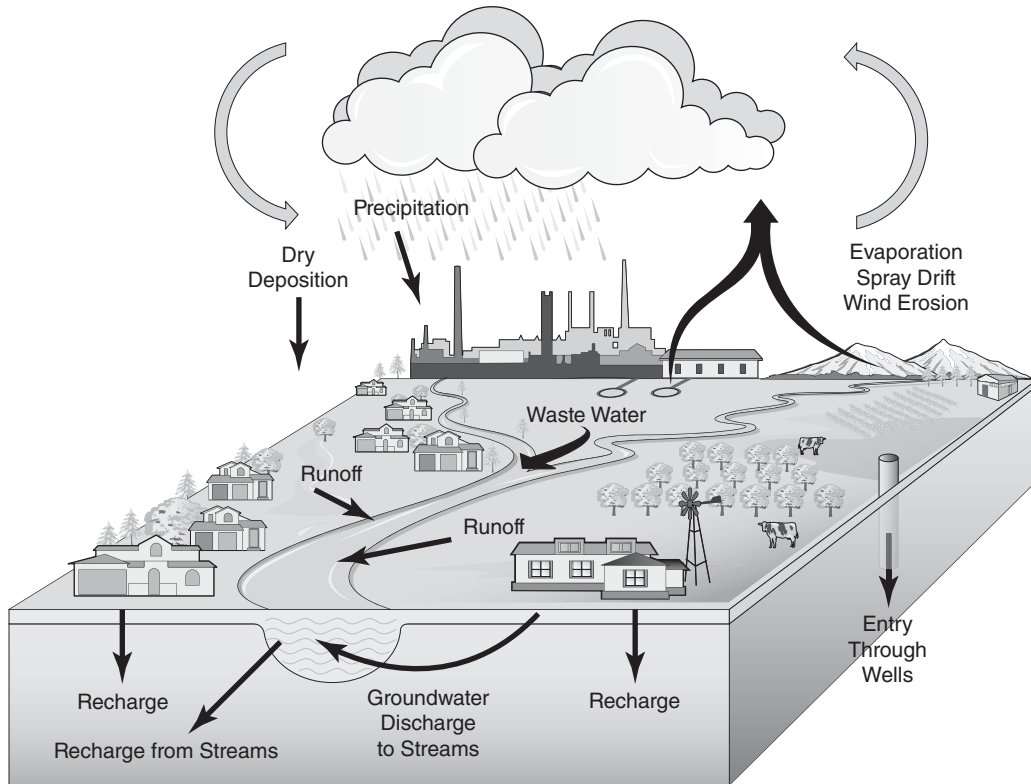 Precipitation
Dry
Deposition
Evaporation
Spray Drift
Wind Erosion
Waste Water
Runoff
Runoff
Entry
Through
Wells
Recharge
Groundwater
Discharge
to Streams
Recharge
Recharge from Streams